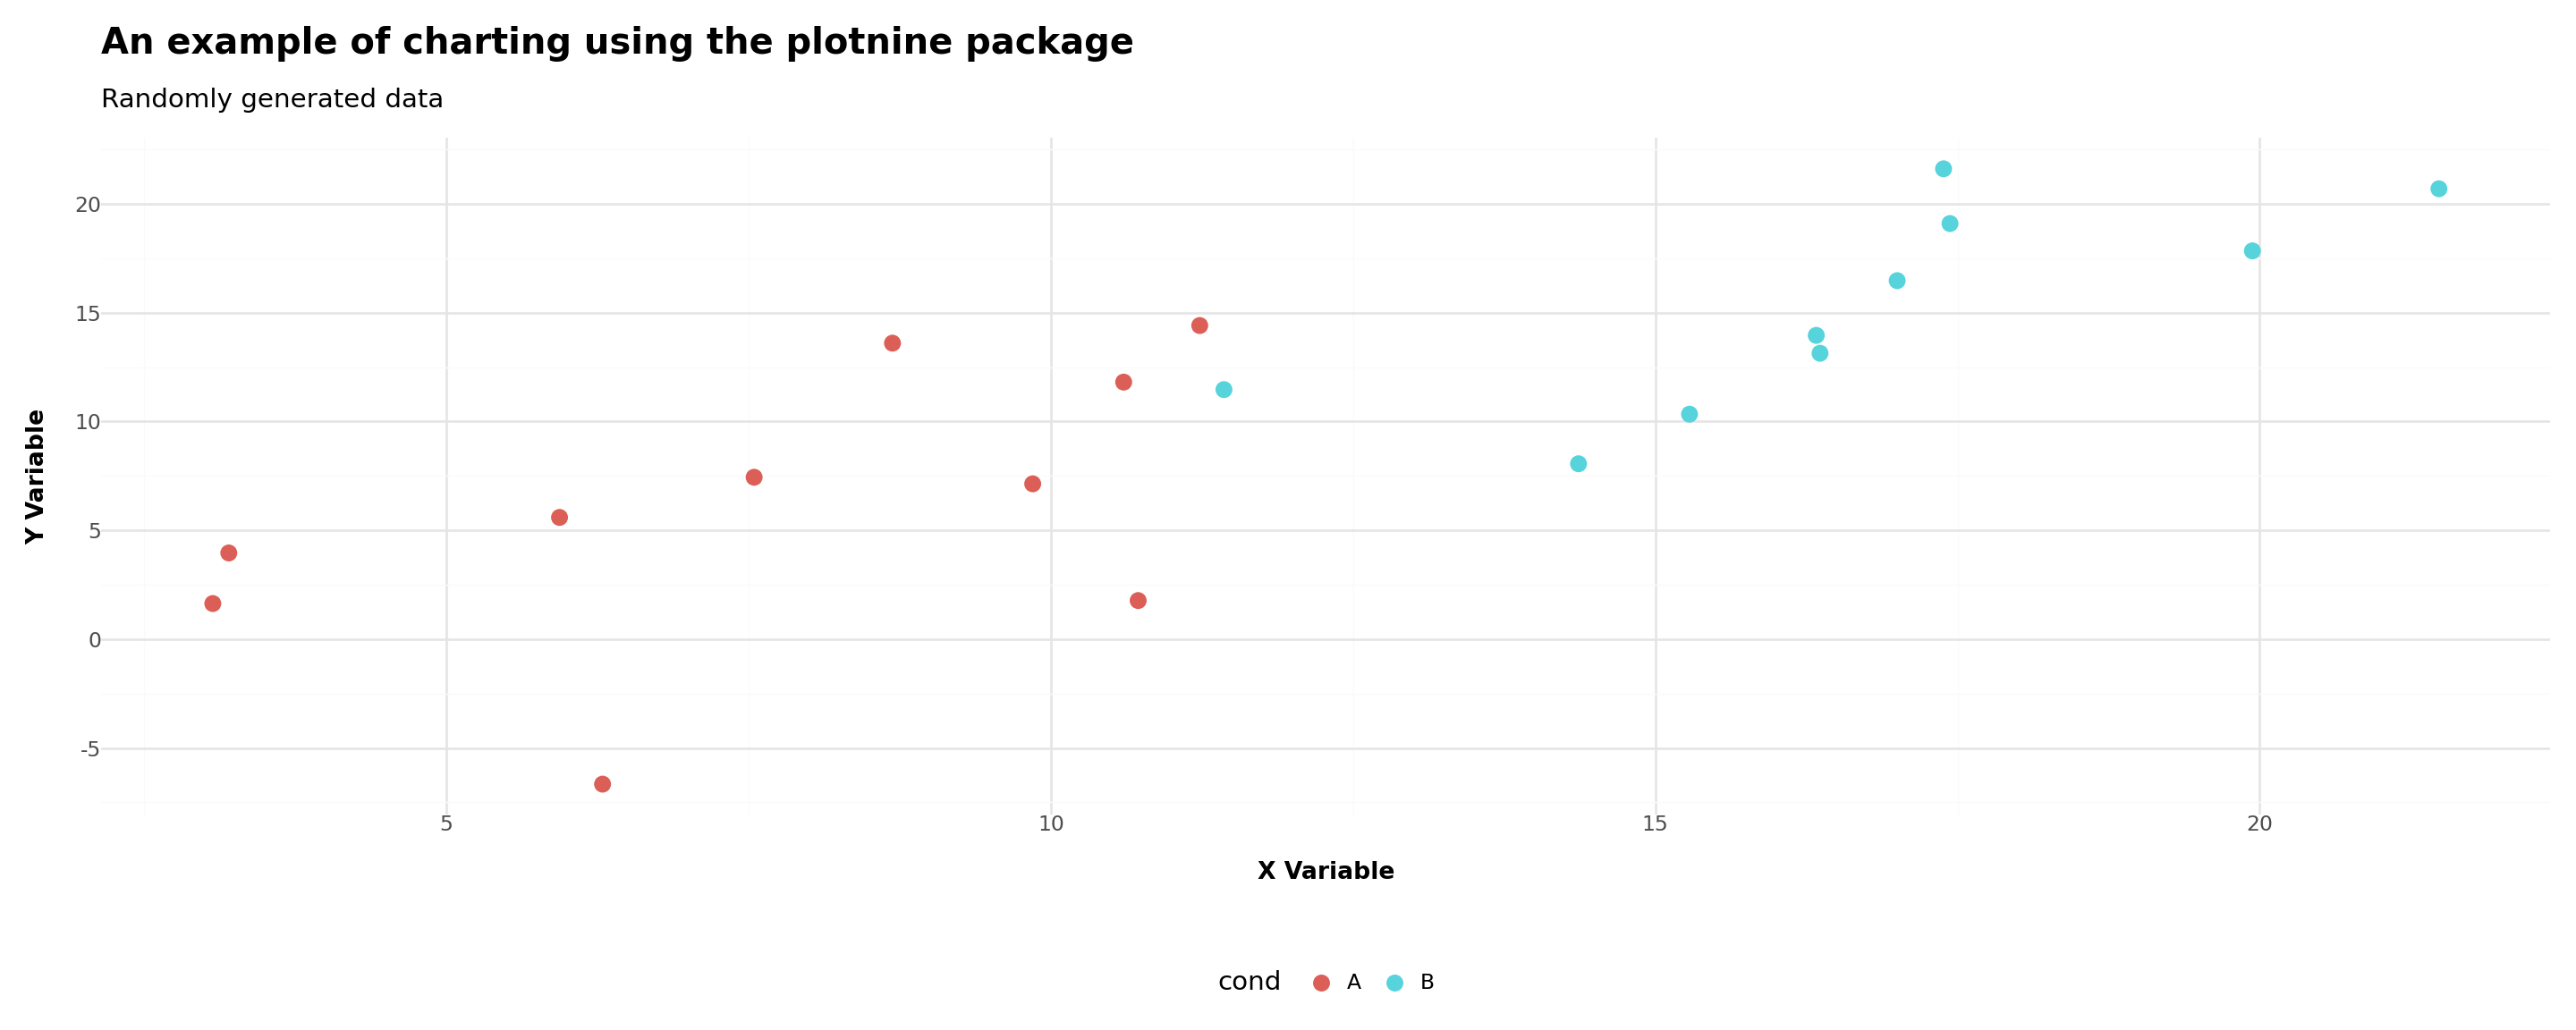 An example of charting using the plotnine package
Randomly generated data
Y Variable
20
15
10
5
0
-5
5
10
15
20
X Variable
cond
A
B